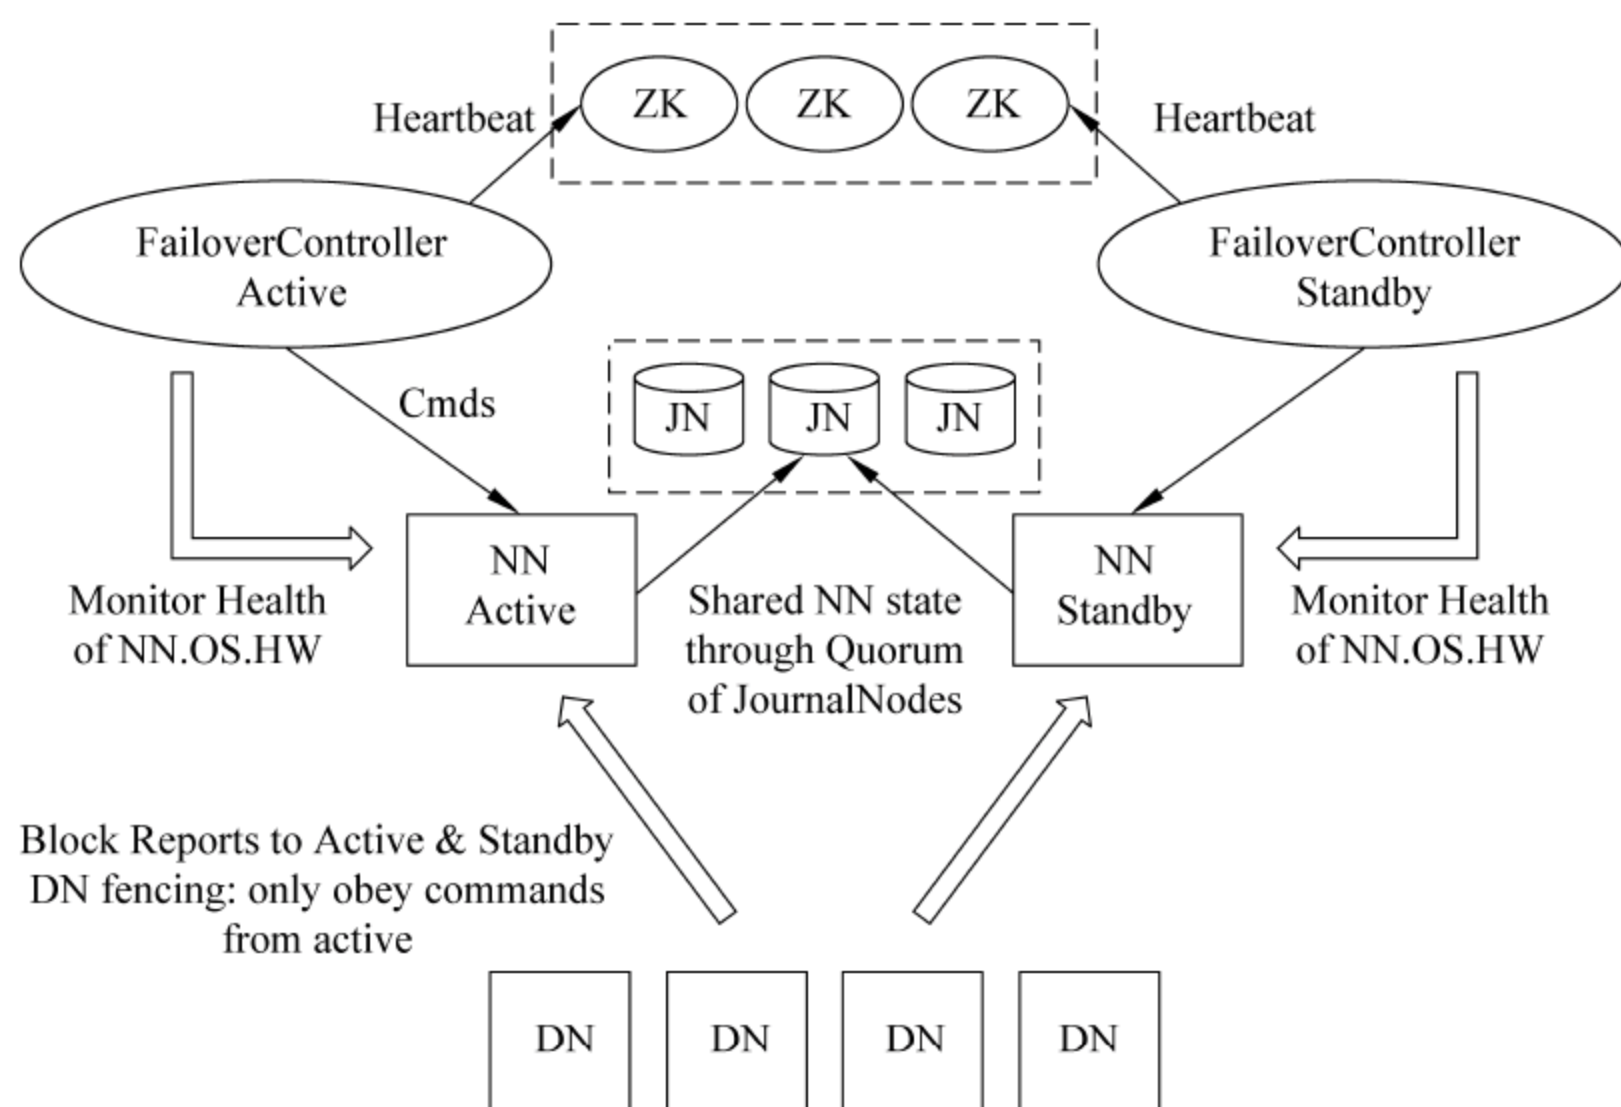 ZK
ZK
ZK
Heartbeat
Heartbeat
FailoverController
Active
FailoverController
Standby
Cmds
JN
JN
JN
NN
Active
NN
Standby
Monitor Health
of NN.OS.HW
Shared NN state
through Quorum
of JournalNodes
Monitor Health
of NN.OS.HW
Block Reports to Active & Standby
DN fencing: only obey commands
from active
DN
DN
DN
DN